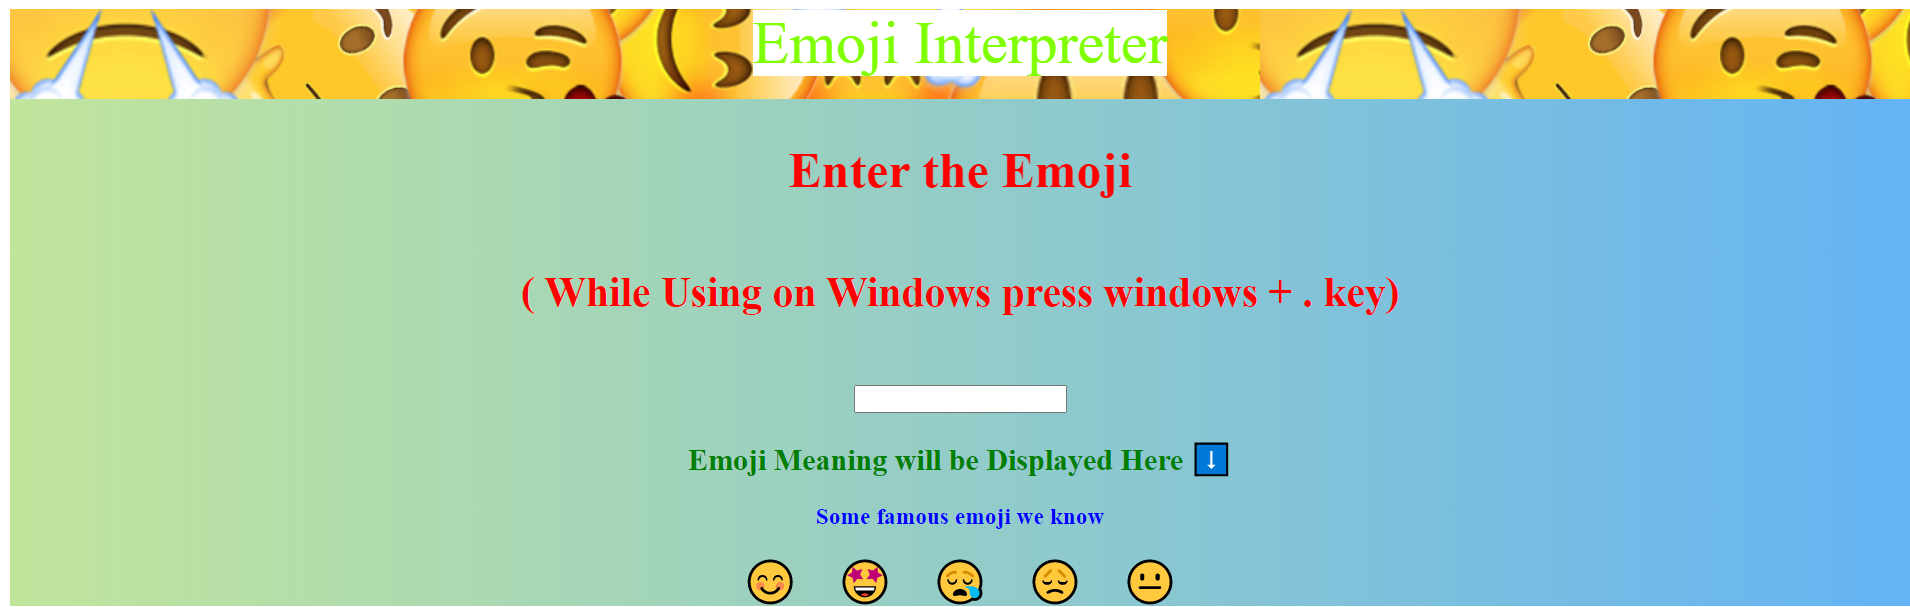 Emoji Interpreter
Enter the Emoji
( While Using on Windows press windows + . key)
Emoji Meaning will be Displayed Here ⬇️
Some famous emoji we know
😊 🤩 😪 😞 😐